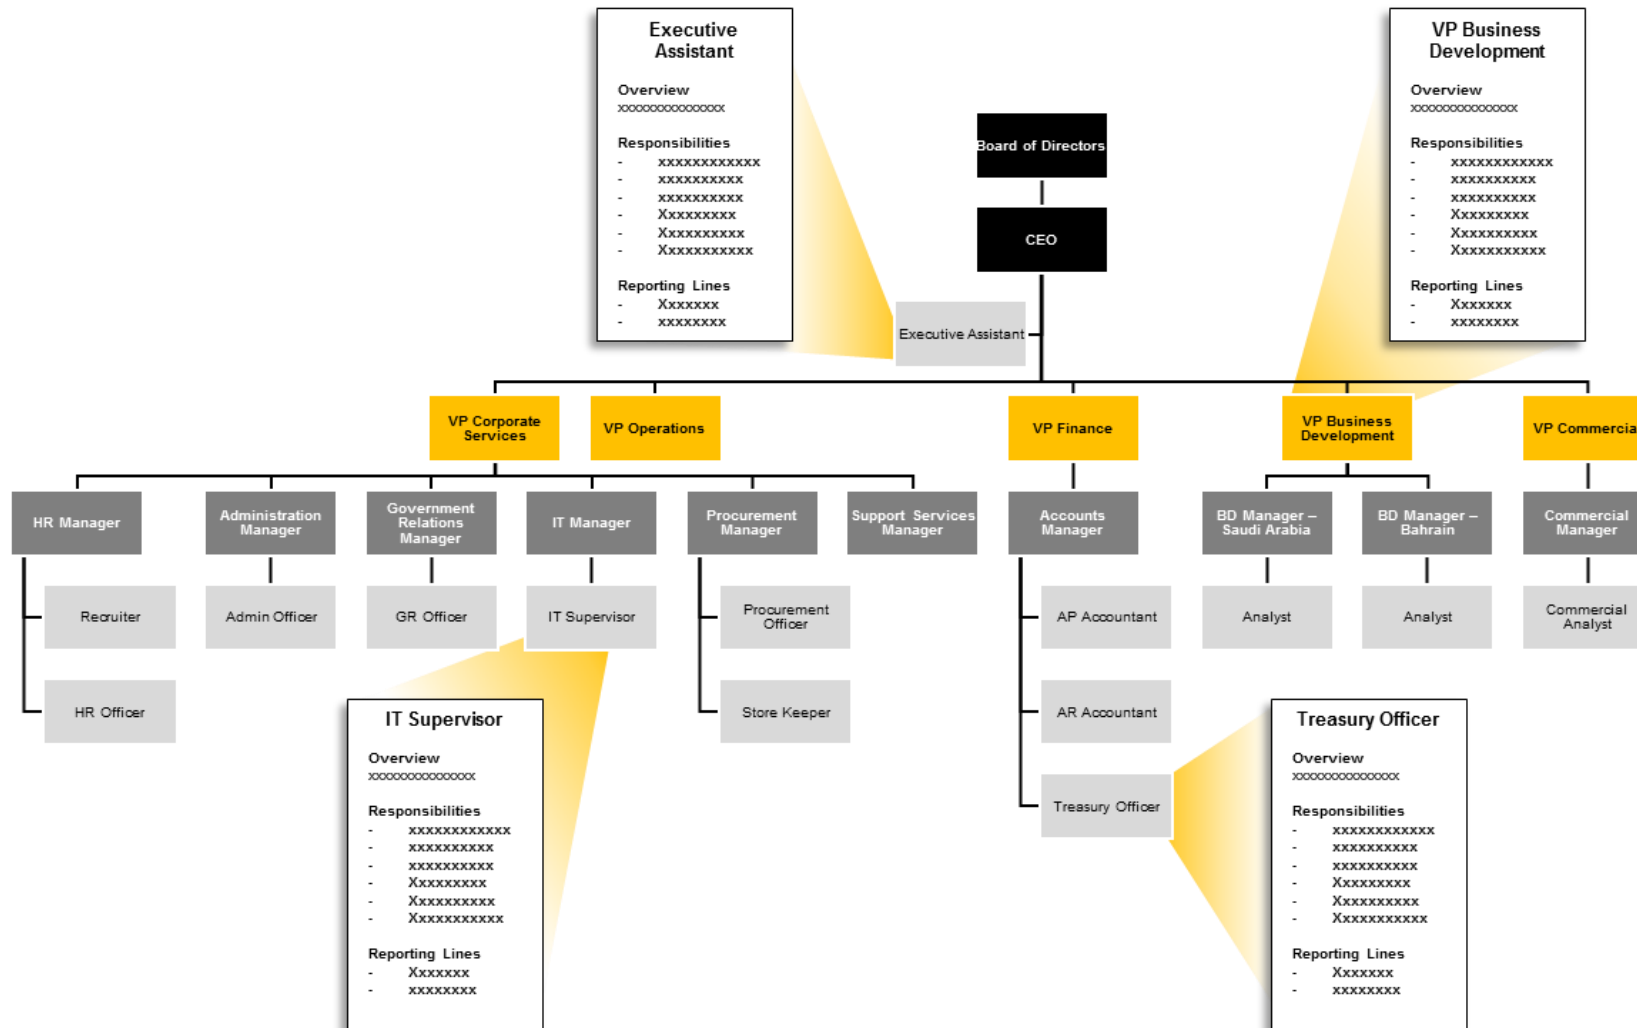 Executive
Assistant
Overview
xxxxxxxxxxxxxxx
Responsibilities
- xxxxxxxxxxxx
- xxxxxxxxxx
- xxxxxxxxxx
- Xxxxxxxxx
- Xxxxxxxxxx
- Xxxxxxxxxxx
Reporting Lines
- Xxxxxxx
- xxxxxxxx
VP Business
Development
Overview
xxxxxxxxxxxxxxx
Responsibilities
- xxxxxxxxxxxx
- xxxxxxxxxx
- xxxxxxxxxx
- Xxxxxxxxx
- Xxxxxxxxxx
- Xxxxxxxxxxx
Reporting Lines
- Xxxxxxx
- xxxxxxxx
Board of Directors
CEO
Executive Assistant
VP Corporate
Services
VP Operations
VP Finance
VP Business
Development
VP Commercial
HR Manager
Administration
Manager
Government
Relations
Manager
IT Manager
Procurement
Manager
Support Services
Manager
Accounts
Manager
BD Manager –
Saudi Arabia
BD Manager –
Bahrain
Commercial
Manager
Recruiter
Admin Officer
GR Officer
IT Supervisor
Procurement
Officer
AP Accountant
Analyst
Analyst
Commercial
Analyst
HR Officer
Store Keeper
AR Accountant
Treasury Officer
IT Supervisor
Overview
xxxxxxxxxxxxxxx
Responsibilities
- xxxxxxxxxxxx
- xxxxxxxxxx
- xxxxxxxxxx
- Xxxxxxxxx
- Xxxxxxxxxx
- Xxxxxxxxxxx
Reporting Lines
- Xxxxxxx
- xxxxxxxx
Treasury Officer
Overview
xxxxxxxxxxxxxxx
Responsibilities
- xxxxxxxxxxxx
- xxxxxxxxxx
- xxxxxxxxxx
- Xxxxxxxxx
- Xxxxxxxxxx
- Xxxxxxxxxxx
Reporting Lines
- Xxxxxxx
- xxxxxxxx